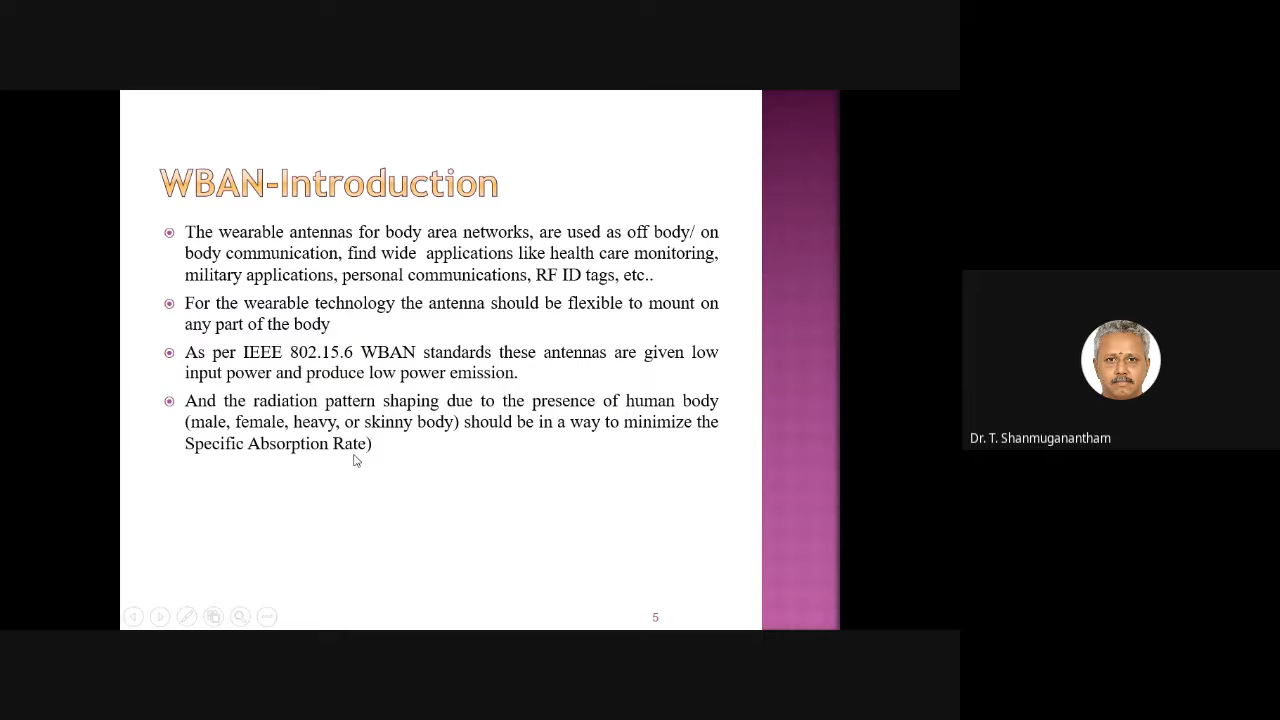 WBAN-Introduction
The wearable antennas for body area networks, are used as off body/ on
body communication, find wide applications like health care monitoring,
military applications, personal communications, RF ID tags, etc..
For the wearable technology the antenna should be flexible to mount on
any part of the body
As per IEEE 802.15.6 WBAN standards these antennas are given low
input power and produce low power emission.
And the radiation pattern shaping due to the presence of human body
(male, female, heavy, or skinny body) should be in a way to minimize the
Specific Absorption Rate)
5
Dr. T. Shanmuganantham